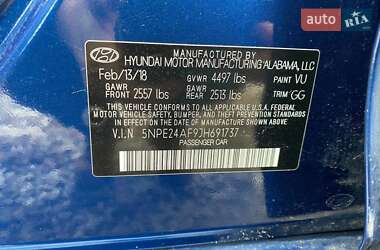 auto RIA.com
HYUNDAI MOTOR MANUFACTURING ALABAMA, LLC
Feb/13/18 GVWR 4497 lbs PAINT VU
GAWR FRONT 2557 lbs GAWR REAR 2513 lbs TRIM GG
THIS VEHICLE CONFORMS TO ALL APPLICABLE FEDERAL MOTOR VEHICLE
SAFETY, BUMPER, AND THEFT PREVENTION STANDARDS IN EFFECT
ON THE DATE OF MANUFACTURE SHOWN ABOVE.
V.I.N 5NPE24AF9JH691737
PASSENGER CAR